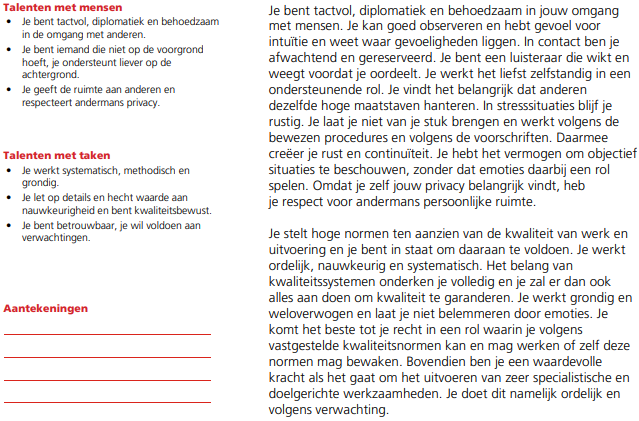 Talenten met mensen
• Je bent tactvol, diplomatiek en behoedzaam
in de omgang met anderen.
• Je bent iemand die niet op de voorgrond
hoeft, je ondersteunt liever op de
achtergrond.
• Je geeft de ruimte aan anderen en
respecteert andermans privacy.
Talenten met taken
• Je werkt systematisch, methodisch en
grondig.
• Je let op details en hecht waarde aan
nauwkeurigheid en bent kwaliteitsbewust.
• Je bent betrouwbaar, je wil voldoen aan
verwachtingen.
Aantekeningen
Je bent tactvol, diplomatiek en behoedzaam in jouw omgang
met mensen. Je kan goed observeren en hebt gevoel voor
intuïtie en weet waar gevoeligheden liggen. In contact ben je
afwachtend en gereserveerd. Je bent een luisteraar die wikt en
weegt voordat je oordeelt. Je werkt het liefst zelfstandig in een
ondersteunende rol. Je vindt het belangrijk dat anderen
dezelfde hoge maatstaven hanteren. In stresssituaties blijf je
rustig. Je laat je niet van je stuk brengen en werkt volgens de
bewezen procedures en volgens de voorschriften. Daarmee
creëer je rust en continuïteit. Je hebt het vermogen om objectief
situaties te beschouwen, zonder dat emoties daarbij een rol
spelen. Omdat je zelf jouw privacy belangrijk vindt, heb
je respect voor andermans persoonlijke ruimte.
Je stelt hoge normen ten aanzien van de kwaliteit van werk en
uitvoering en je bent in staat om daaraan te voldoen. Je werkt
ordelijk, nauwkeurig en systematisch. Het belang van
kwaliteitssystemen onderken je volledig en je zal er dan ook
alles aan doen om kwaliteit te garanderen. Je werkt grondig en
weloverwogen en laat je niet belemmeren door emoties. Je
komt het beste tot je recht in een rol waarin je volgens
vastgestelde kwaliteitsnormen kan en mag werken of zelf deze
normen mag bewaken. Bovendien ben je een waardevolle
kracht als het gaat om het uitvoeren van zeer specialistische en
doelgerichte werkzaamheden. Je doet dit namelijk ordelijk en
volgens verwachting.